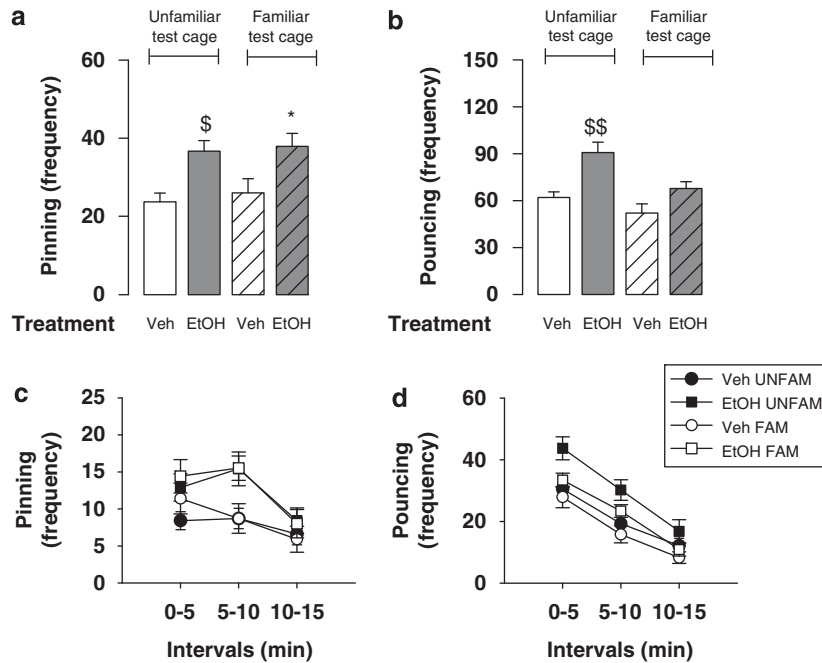 a
Unfamiliar test cage
Familiar test cage
Pinning (frequency)
60
40
20
0
$
*
Treatment
Veh
EtOH
Veh
EtOH
b
Unfamiliar test cage
Familiar test cage
Pouncing (frequency)
150
120
90
60
30
0
$$
Treatment
Veh
EtOH
Veh
EtOH
c
Pinning
(frequency)
25
20
15
10
5
0
0-5
5-10
10-15
Intervals (min)
d
Pouncing
(frequency)
60
40
20
0
0-5
5-10
10-15
Intervals (min)
Veh UNFAM
EtOH UNFAM
Veh FAM
EtOH FAM